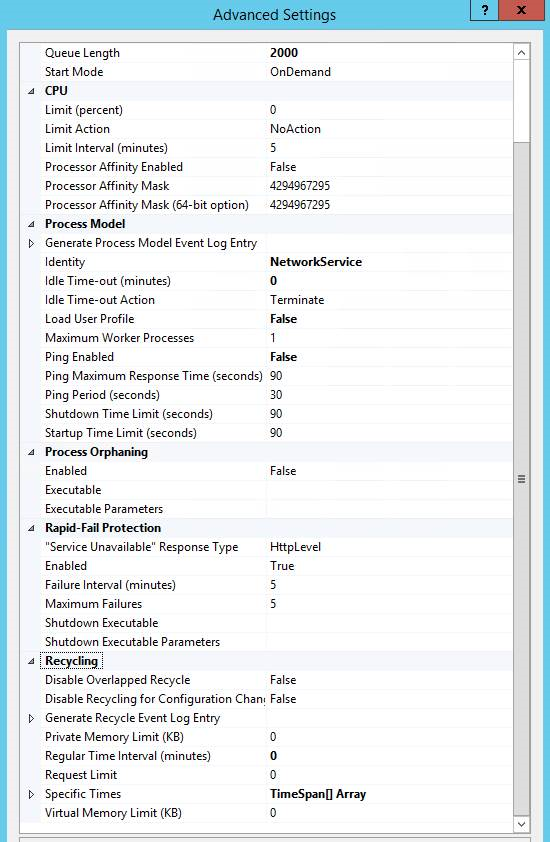 Advanced Settings
? x
Queue Length 2000
Start Mode OnDemand
CPU
Limit (percent) 0
Limit Action NoAction
Limit Interval (minutes) 5
Processor Affinity Enabled False
Processor Affinity Mask 4294967295
Processor Affinity Mask (64-bit option) 4294967295
Process Model
Generate Process Model Event Log Entry
Identity NetworkService
Idle Time-out (minutes) 0
Idle Time-out Action Terminate
Load User Profile False
Maximum Worker Processes 1
Ping Enabled False
Ping Maximum Response Time (seconds) 90
Ping Period (seconds) 30
Shutdown Time Limit (seconds) 90
Startup Time Limit (seconds) 90
Process Orphaning
Enabled False
Executable
Executable Parameters
Rapid-Fail Protection
"Service Unavailable" Response Type HttpLevel
Enabled True
Failure Interval (minutes) 5
Maximum Failures 5
Shutdown Executable
Shutdown Executable Parameters
Recycling
Disable Overlapped Recycle False
Disable Recycling for Configuration Chang False
Generate Recycle Event Log Entry
Private Memory Limit (KB) 0
Regular Time Interval (minutes) 0
Request Limit 0
Specific Times TimeSpan[] Array
Virtual Memory Limit (KB) 0